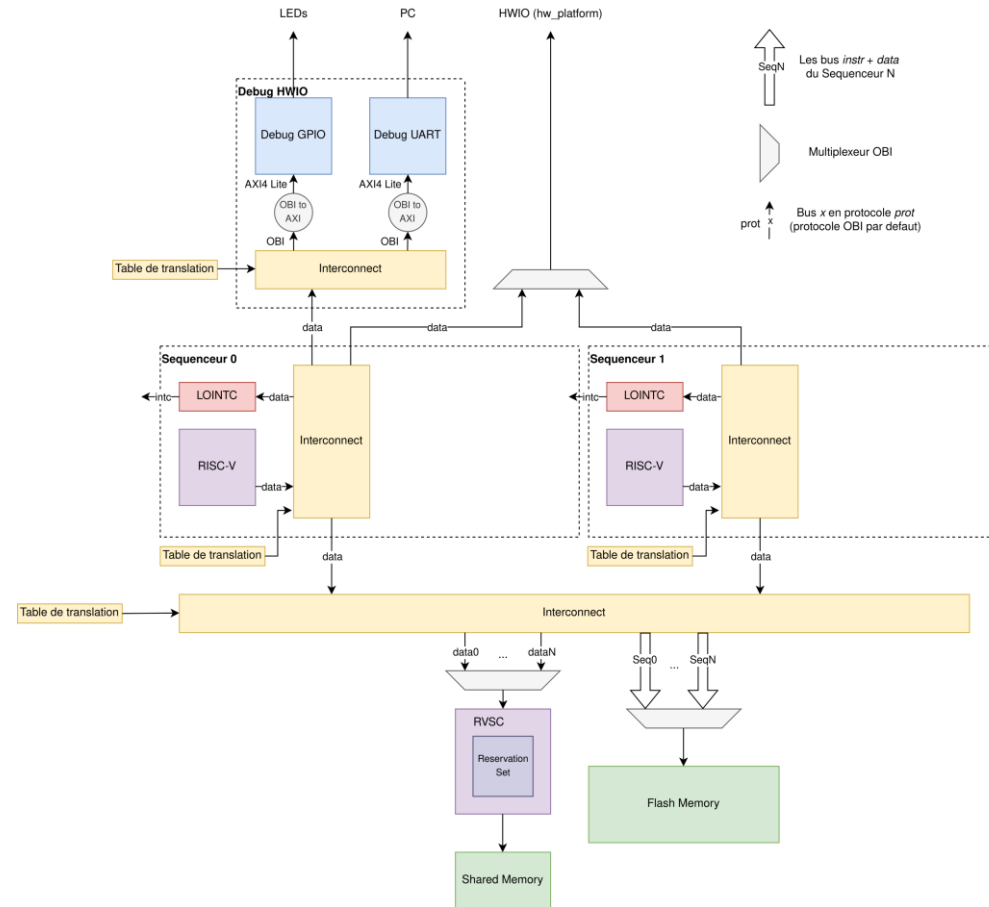 LEDs
PC
HWIO (hw_platform)
SeqN
Les bus instr + data
du Sequenceur N
Debug HWIO
Debug GPIO
Debug UART
Multiplexeur OBI
AXI4 Lite
AXI4 Lite
OBI to
AXI
OBI to
AXI
prot
x
Bus x en protocole prot
(protocole OBI par defaut)
OBI
OBI
Table de translation
Interconnect
data
data
data
Sequenceur 0
Sequenceur 1
intc
LOINTC
data
intc
LOINTC
data
Interconnect
Interconnect
RISC-V
RISC-V
data
data
Table de translation
data
Table de translation
data
Table de translation
Interconnect
data0
...
dataN
Seq0
...
SeqN
RVSC
Reservation
Set
Flash Memory
Shared Memory